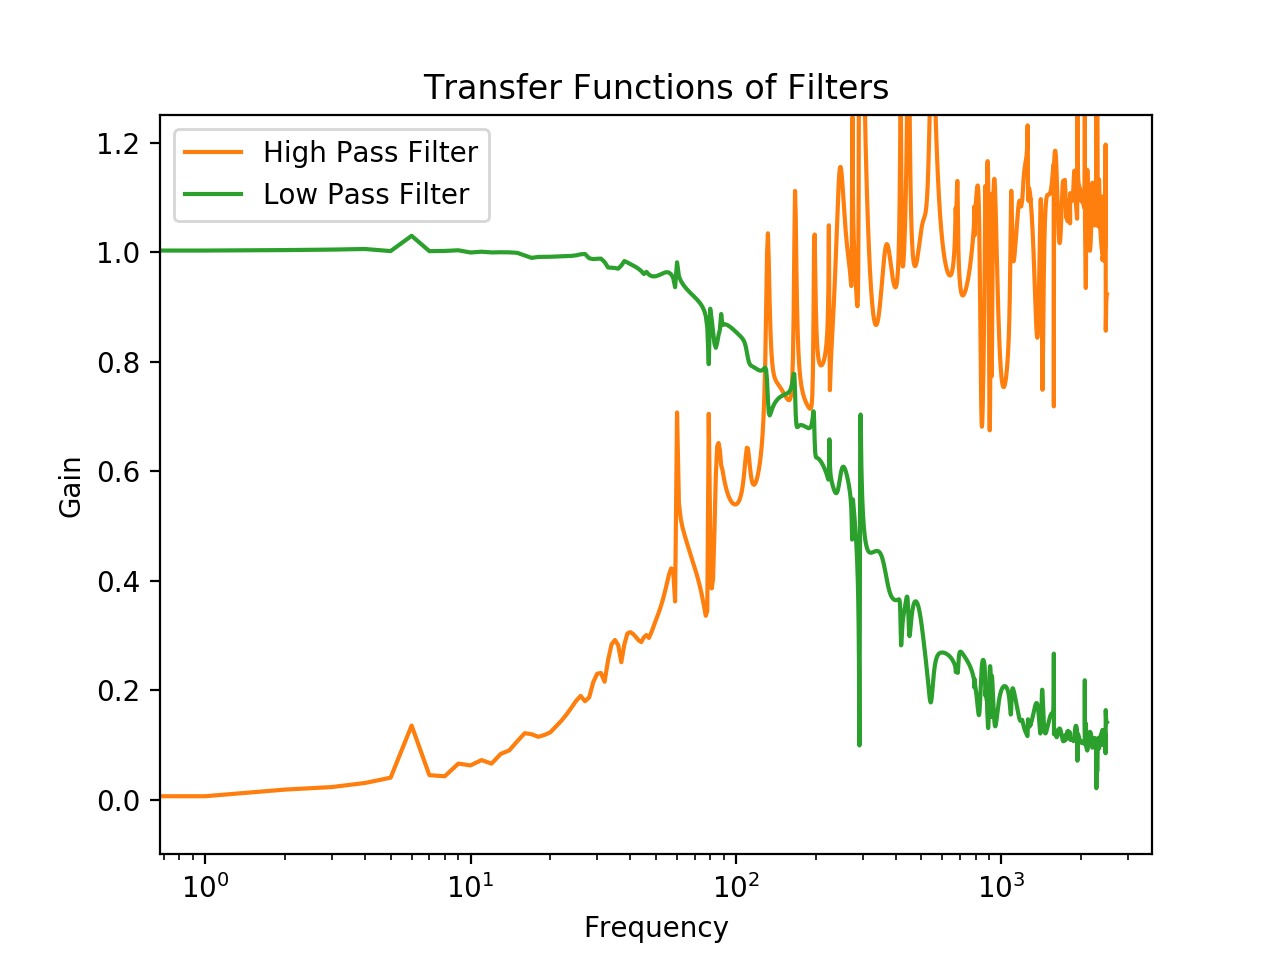 Transfer Functions of Filters
High Pass Filter
Low Pass Filter
1.2
1.0
0.8
0.6
0.4
0.2
0.0
Gain
10⁰ 10¹ 10² 10³
Frequency